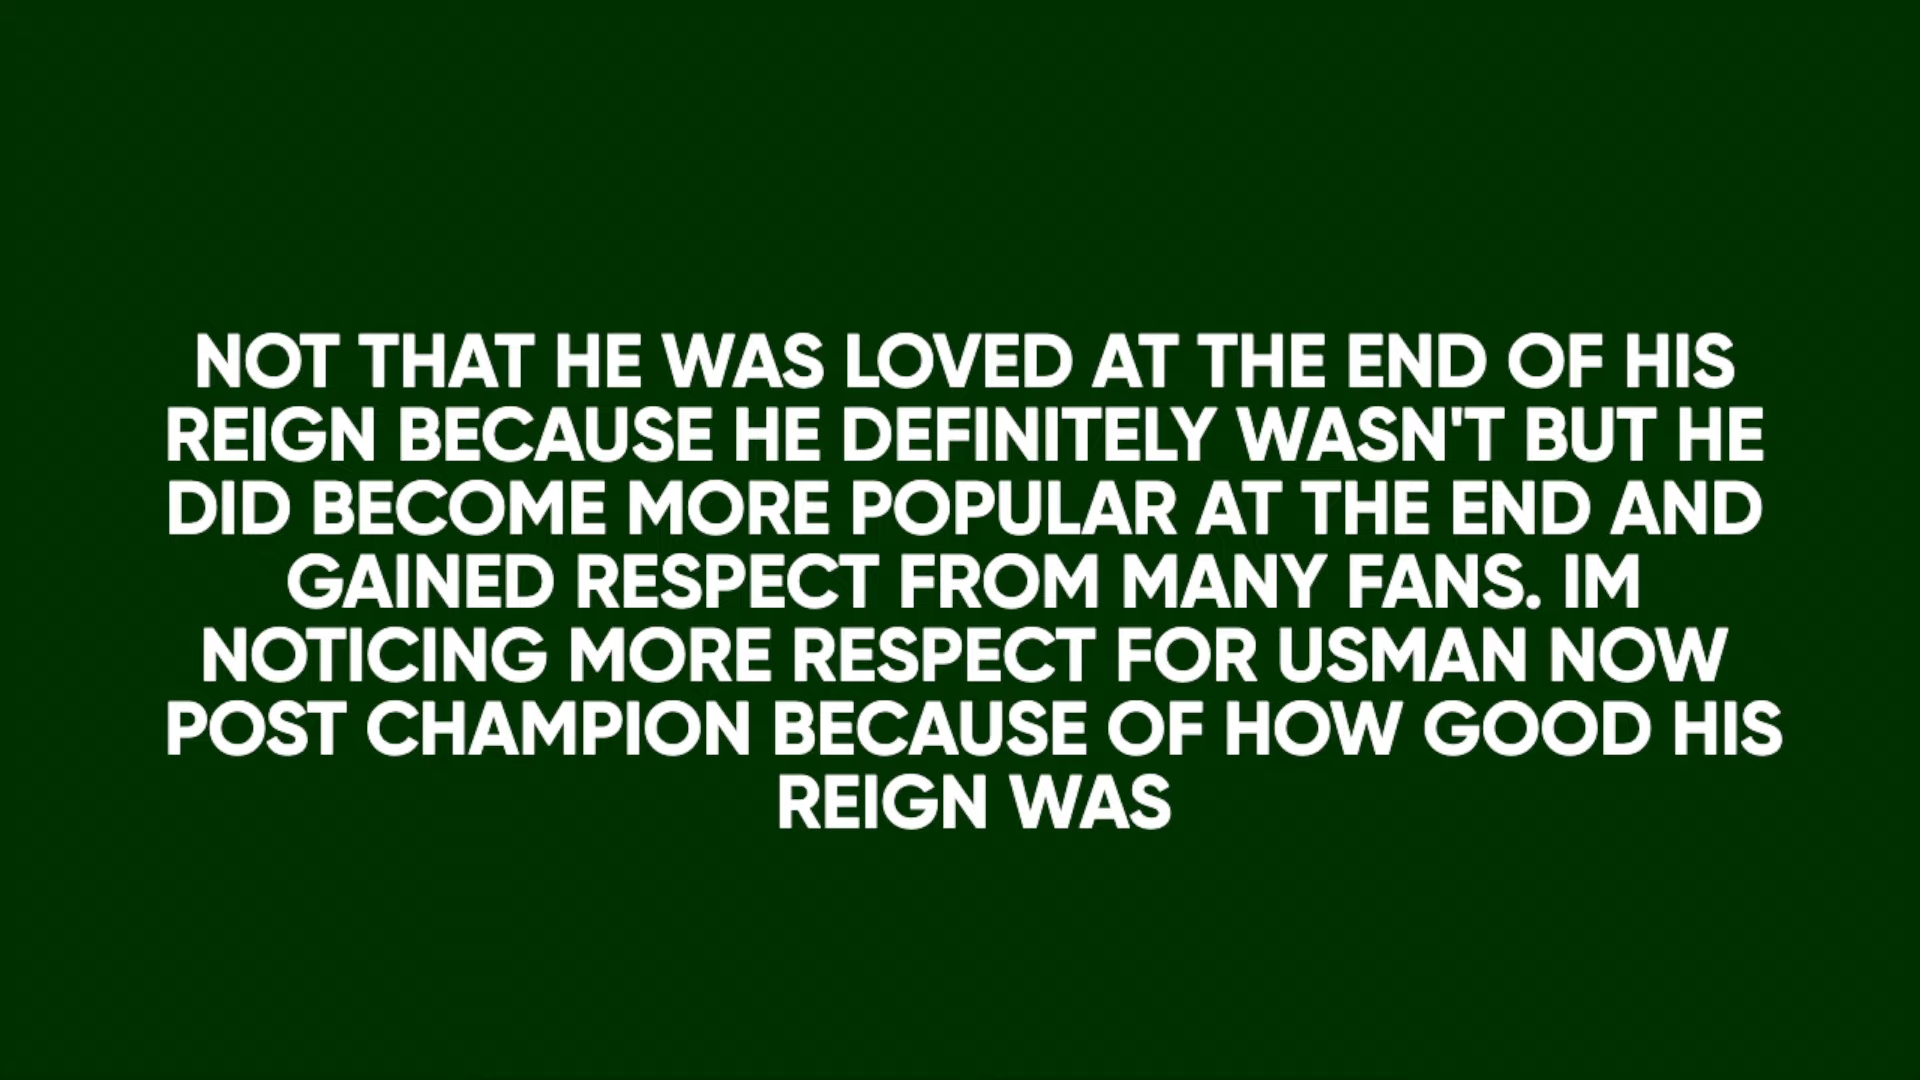 NOT THAT HE WAS LOVED AT THE END OF HIS
REIGN BECAUSE HE DEFINITELY WASN'T BUT HE
DID BECOME MORE POPULAR AT THE END AND
GAINED RESPECT FROM MANY FANS. IM
NOTICING MORE RESPECT FOR USMAN NOW
POST CHAMPION BECAUSE OF HOW GOOD HIS
REIGN WAS